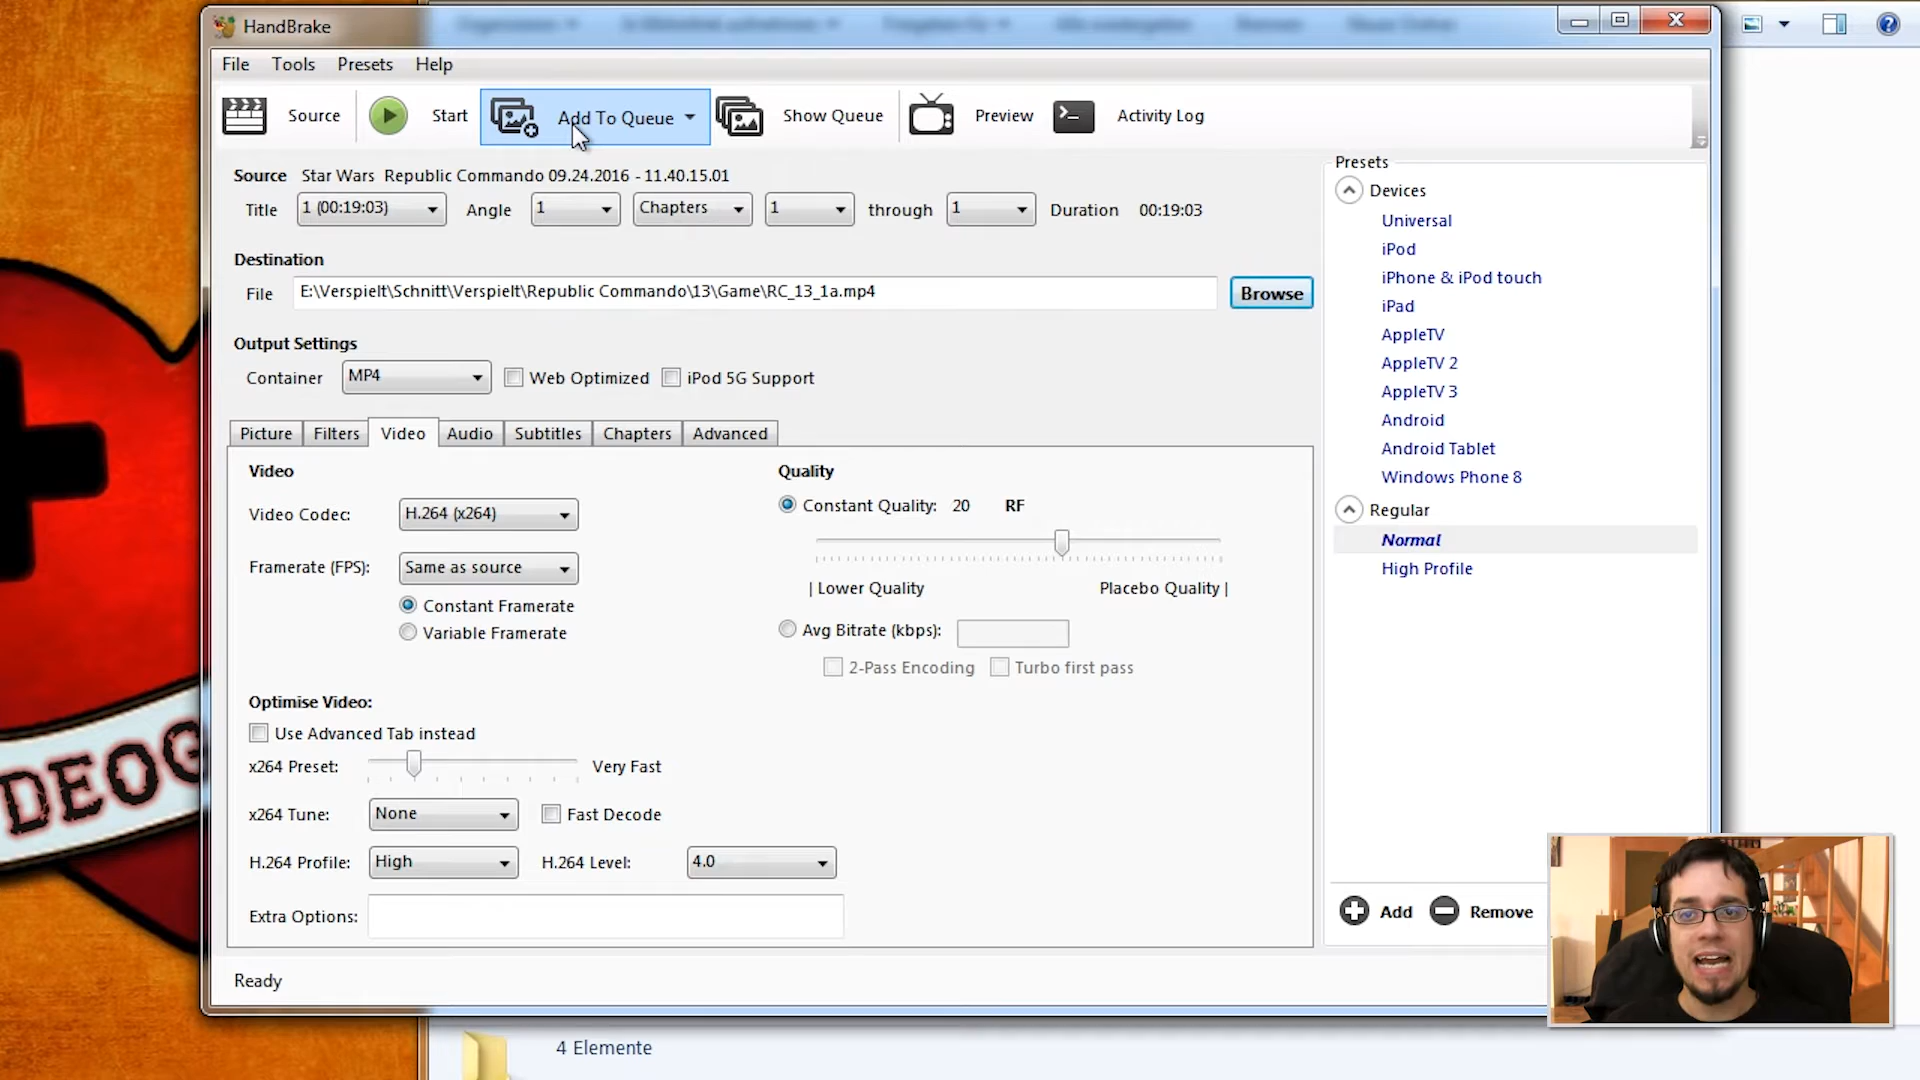 HandBrake
File Tools Presets Help
Source Start Add To Queue Show Queue Preview Activity Log
Source Star Wars Republic Commando 09.24.2016 - 11.40.15.01
Title 1 (00:19:03) Angle 1 Chapters 1 through 1 Duration 00:19:03
Destination
File E:\Verspielt\Schnitt\Verspielt\Republic Commando\13\Game\RC_13_1a.mp4 Browse
Output Settings
Container MP4 Web Optimized iPod 5G Support
Picture Filters Video Audio Subtitles Chapters Advanced
Video
Video Codec: H.264 (x264)
Framerate (FPS): Same as source
Constant Framerate
Variable Framerate
Quality
Constant Quality: 20 RF
| Lower Quality Placebo Quality |
Avg Bitrate (kbps):
2-Pass Encoding Turbo first pass
Optimise Video:
Use Advanced Tab instead
x264 Preset: Very Fast
x264 Tune: None Fast Decode
H.264 Profile: High H.264 Level: 4.0
Extra Options:
Ready
Presets
Devices
Universal
iPod
iPhone & iPod touch
iPad
AppleTV
AppleTV 2
AppleTV 3
Android
Android Tablet
Windows Phone 8
Regular
Normal
High Profile
Add Remove
DEOG
4 Elemente